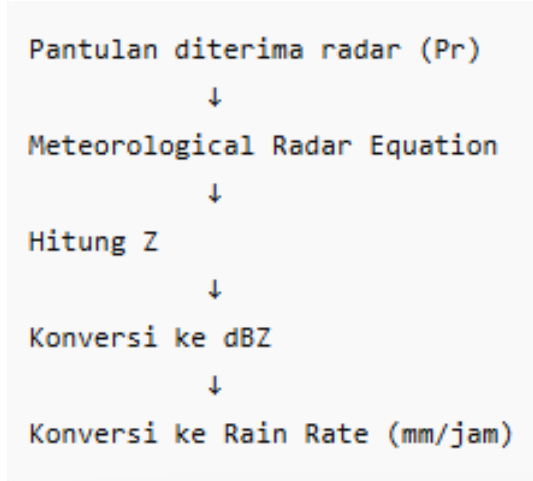 Pantulan diterima radar (Pr)
↓
Meteorological Radar Equation
↓
Hitung Z
↓
Konversi ke dBZ
↓
Konversi ke Rain Rate (mm/jam)